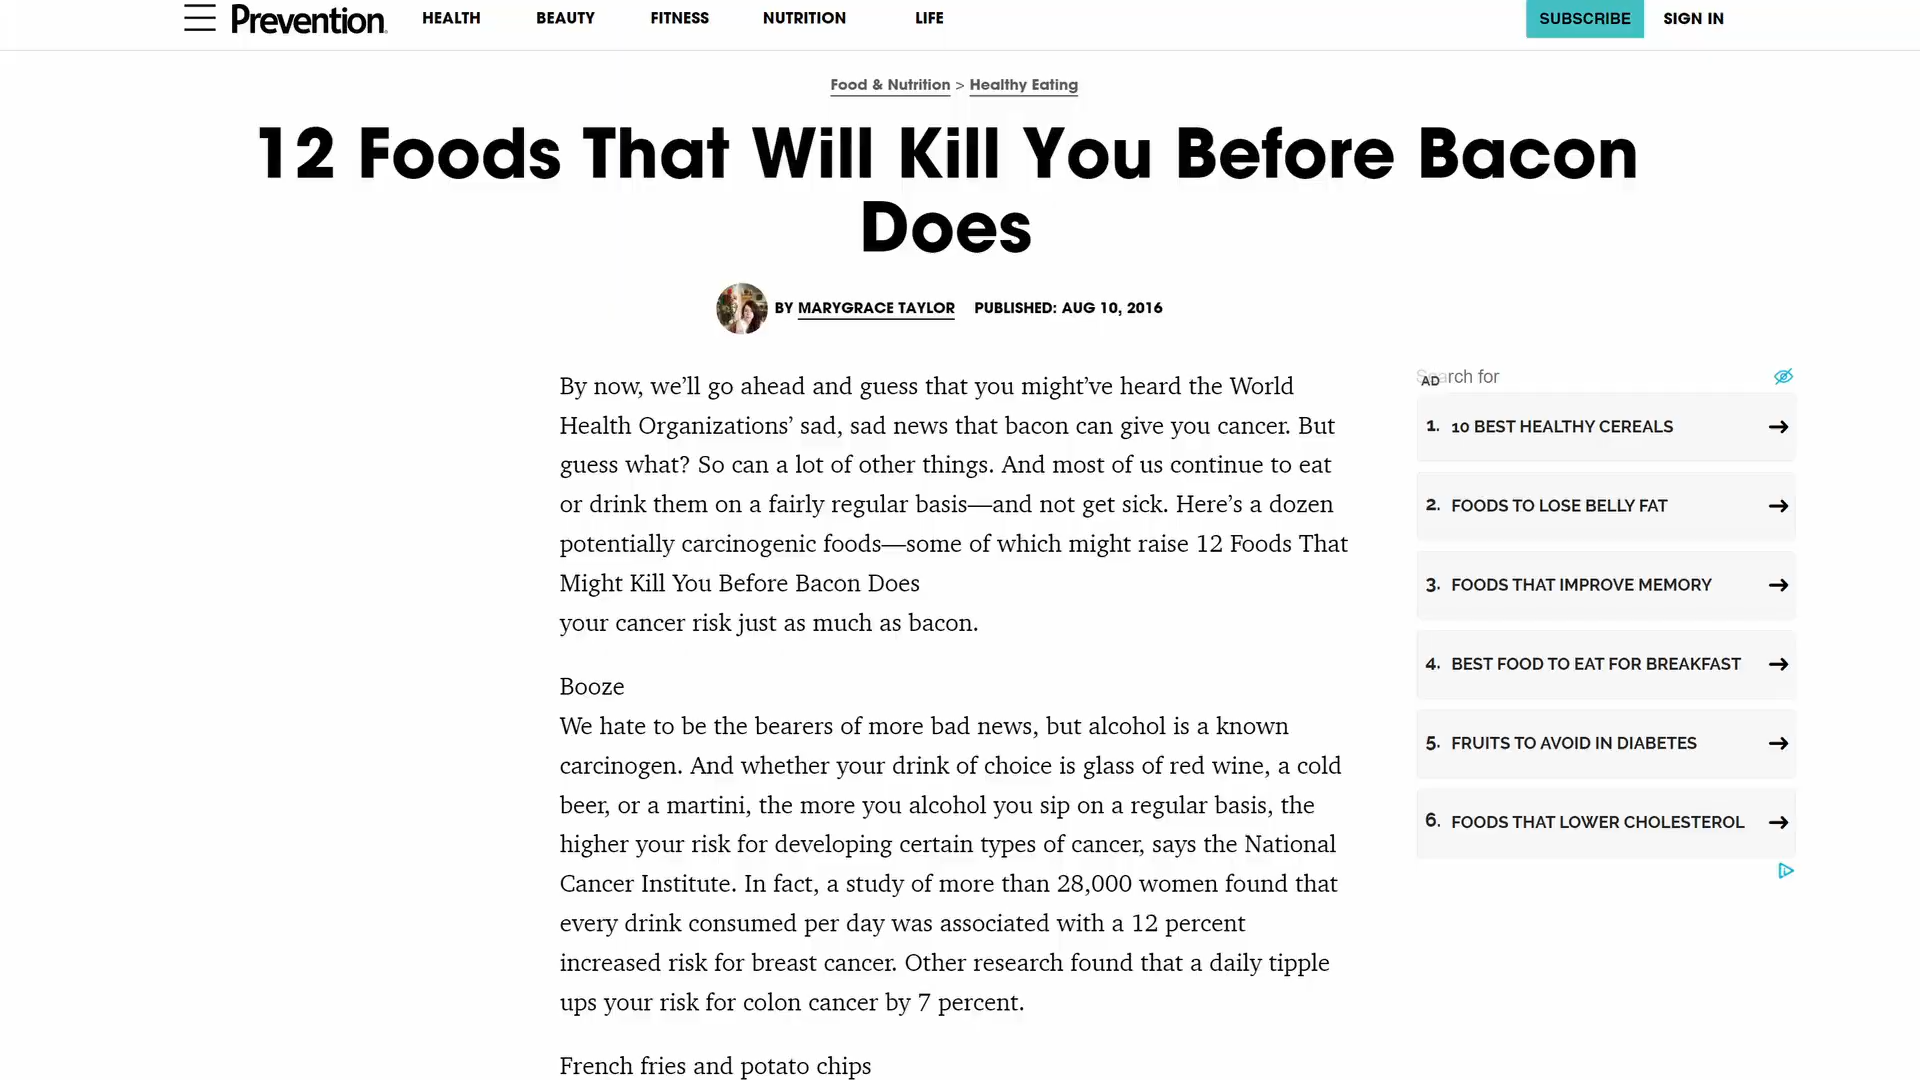 Prevention.
HEALTH
BEAUTY
FITNESS
NUTRITION
LIFE
SUBSCRIBE
SIGN IN
Food & Nutrition > Healthy Eating
12 Foods That Will Kill You Before Bacon
Does
BY MARYGRACE TAYLOR PUBLISHED: AUG 10, 2016
By now, we’ll go ahead and guess that you might’ve heard the World
Health Organizations’ sad, sad news that bacon can give you cancer. But
guess what? So can a lot of other things. And most of us continue to eat
or drink them on a fairly regular basis—and not get sick. Here’s a dozen
potentially carcinogenic foods—some of which might raise 12 Foods That
Might Kill You Before Bacon Does
your cancer risk just as much as bacon.
Booze
We hate to be the bearers of more bad news, but alcohol is a known
carcinogen. And whether your drink of choice is glass of red wine, a cold
beer, or a martini, the more you alcohol you sip on a regular basis, the
higher your risk for developing certain types of cancer, says the National
Cancer Institute. In fact, a study of more than 28,000 women found that
every drink consumed per day was associated with a 12 percent
increased risk for breast cancer. Other research found that a daily tipple
ups your risk for colon cancer by 7 percent.
French fries and potato chips
Search for
AD
1. 10 BEST HEALTHY CEREALS
2. FOODS TO LOSE BELLY FAT
3. FOODS THAT IMPROVE MEMORY
4. BEST FOOD TO EAT FOR BREAKFAST
5. FRUITS TO AVOID IN DIABETES
6. FOODS THAT LOWER CHOLESTEROL